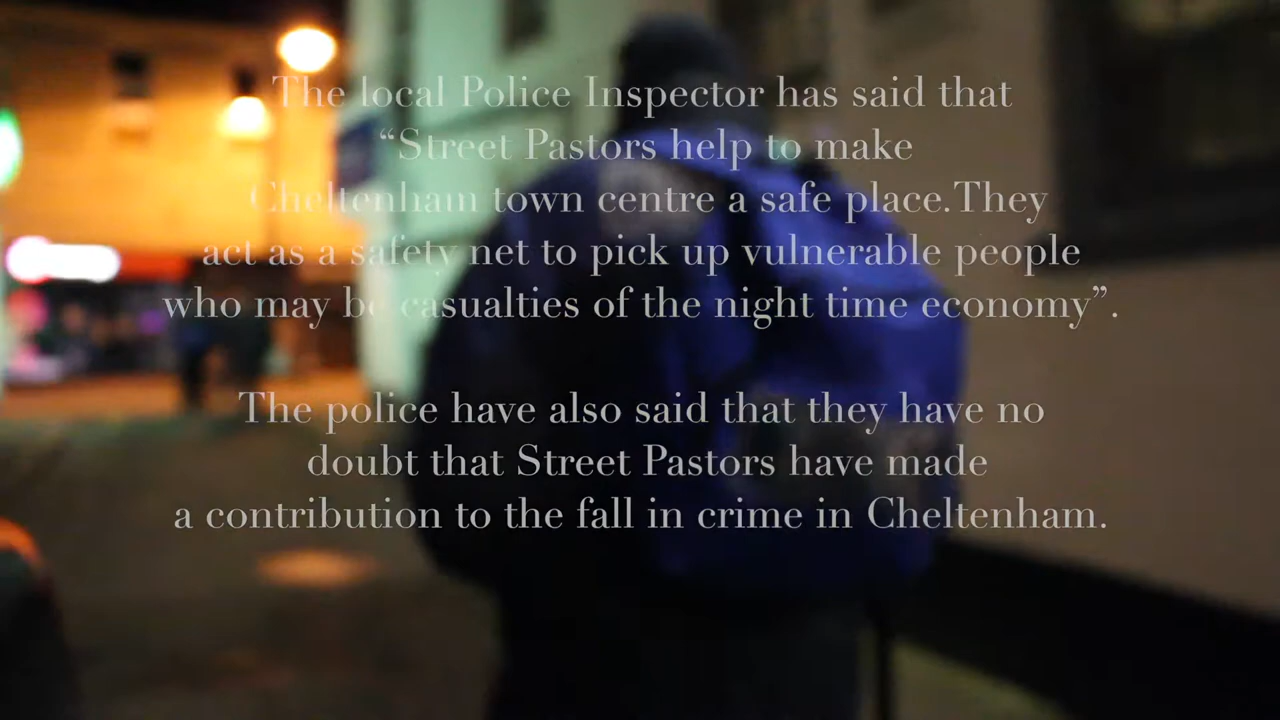 The local Police Inspector has said that
“Street Pastors help to make
Cheltenham town centre a safe place.They
act as a safety net to pick up vulnerable people
who may be casualties of the night time economy”.
The police have also said that they have no
doubt that Street Pastors have made
a contribution to the fall in crime in Cheltenham.